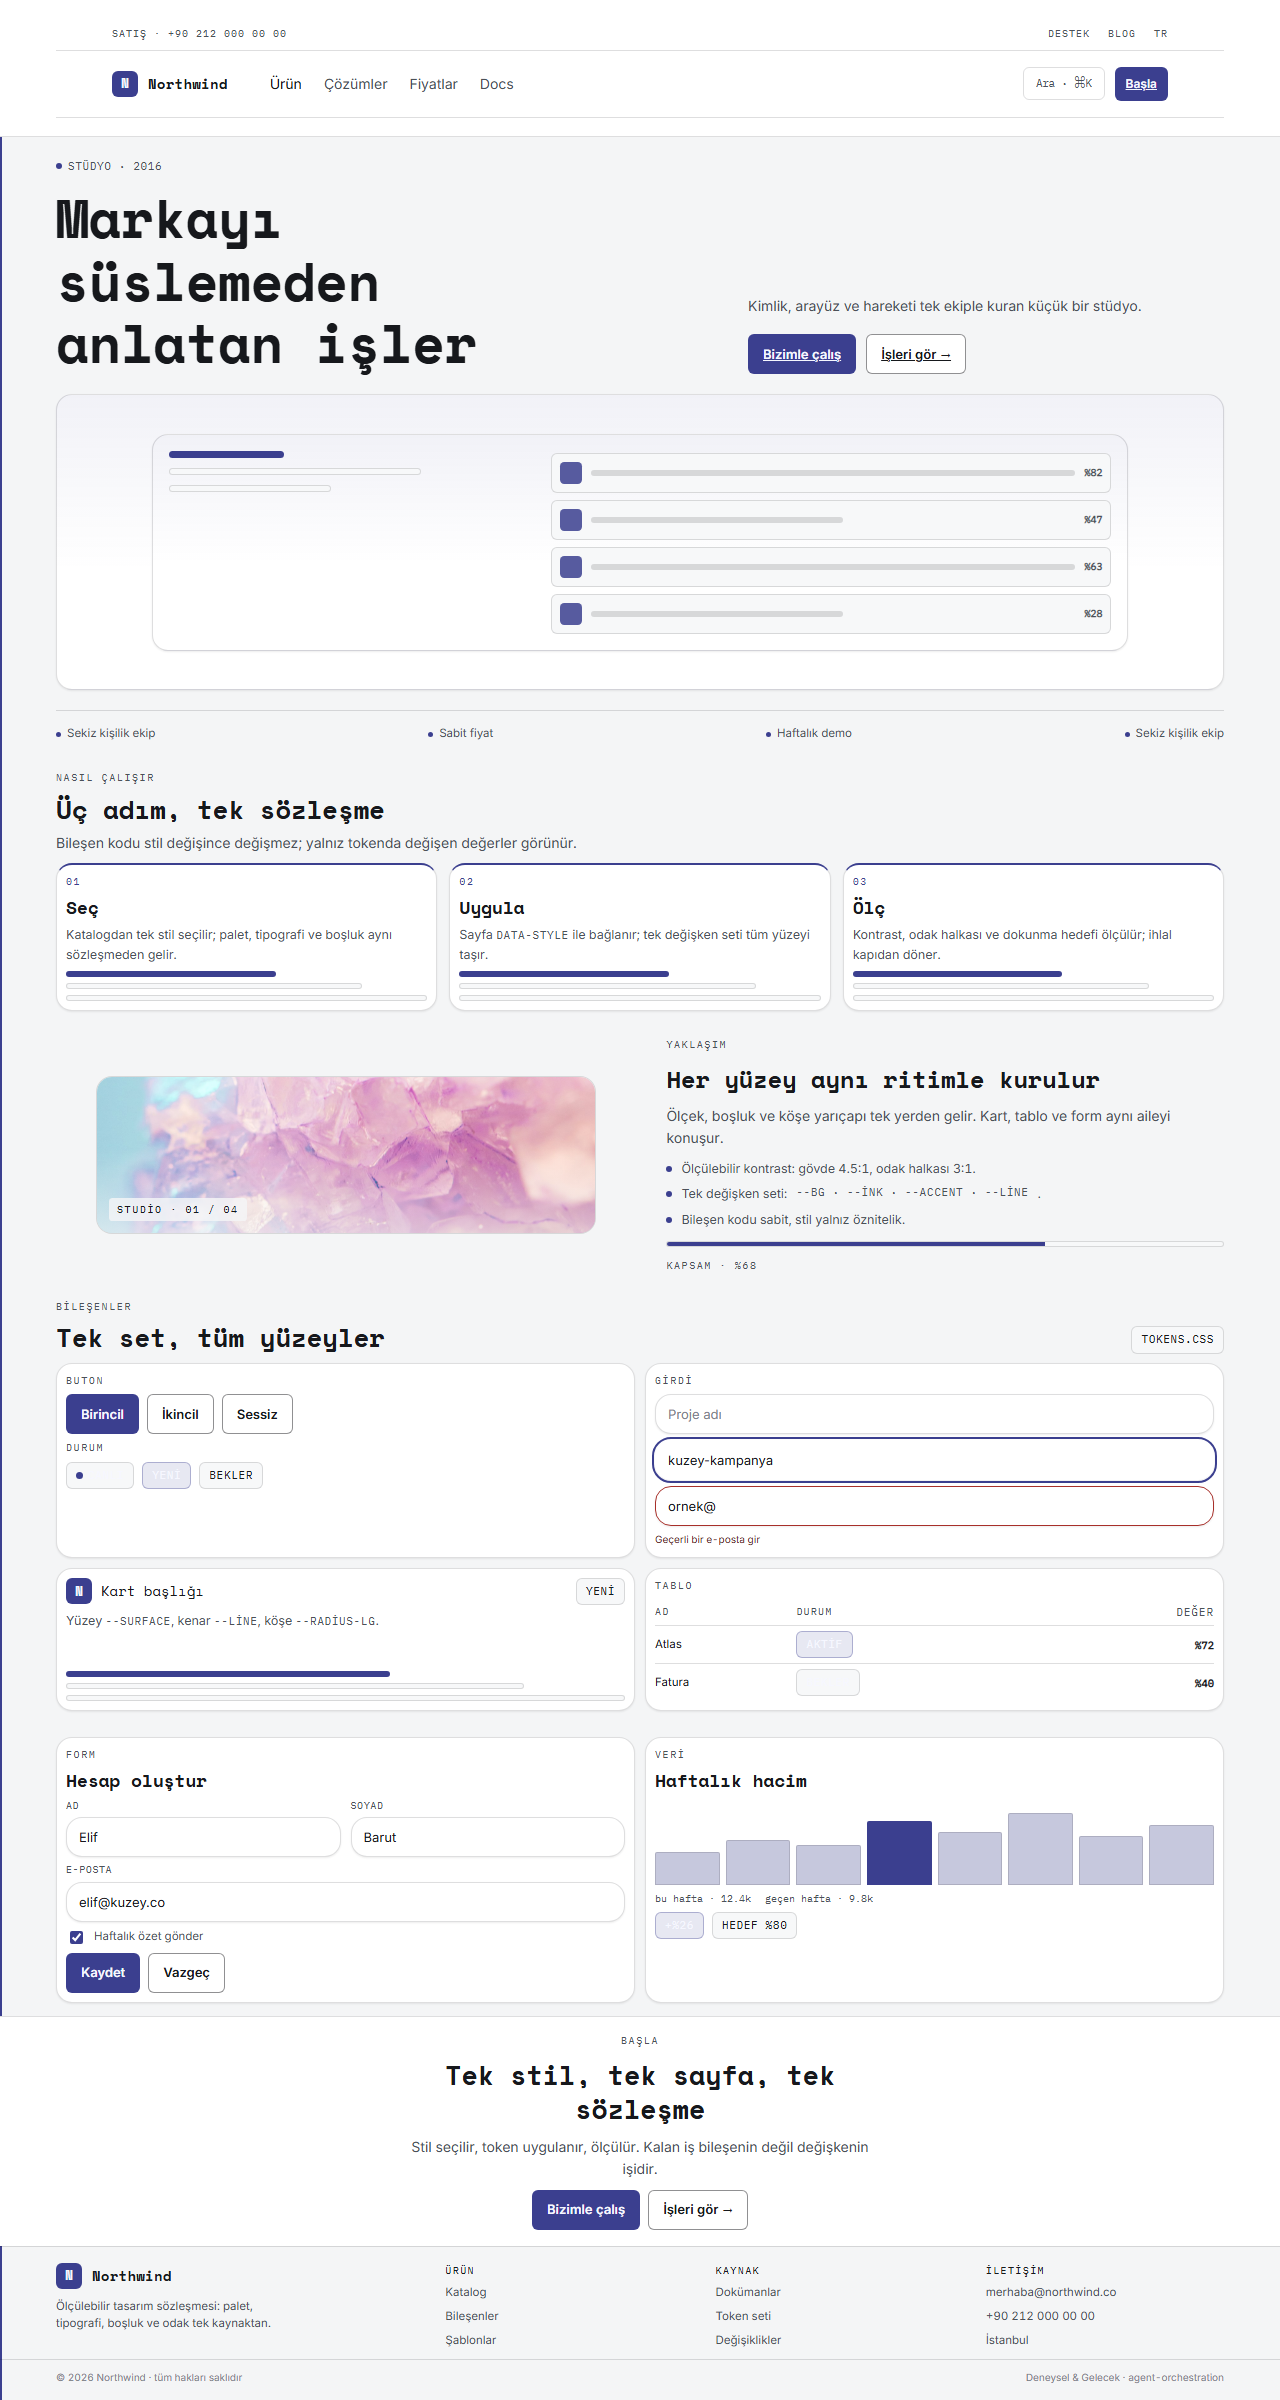 SATIŞ · +90 212 000 00 00
DESTEK BLOG TR
N Northwind Ürün Çözümler Fiyatlar Docs
Ara · ⌘K Başla
STÜDYO · 2016
Markayı
süslemeden
anlatan işler
Kimlik, arayüz ve hareketi tek ekiple kuran küçük bir stüdyo.
Bizimle çalış İşleri gör →
%82
%47
%63
%28
Sekiz kişilik ekip Sabit fiyat Haftalık demo Sekiz kişilik ekip
NASIL ÇALIŞIR
Üç adım, tek sözleşme
Bileşen kodu stil değişince değişmez; yalnız tokenda değişen değerler görünür.
01
Seç
Katalogdan tek stil seçilir; palet, tipografi ve boşluk aynı
sözleşmeden gelir.
02
Uygula
Sayfa DATA-STYLE ile bağlanır; tek değişken seti tüm yüzeyi
taşır.
03
Ölç
Kontrast, odak halkası ve dokunma hedefi ölçülür; ihlal
kapıdan döner.
STUDİO · 01 / 04
YAKLAŞIM
Her yüzey aynı ritimle kurulur
Ölçek, boşluk ve köşe yarıçapı tek yerden gelir. Kart, tablo ve form aynı aileyi
konuşur.
Ölçülebilir kontrast: gövde 4.5:1, odak halkası 3:1.
Tek değişken seti: --BG · --İNK · --ACCENT · --LİNE .
Bileşen kodu sabit, stil yalnız öznitelik.
KAPSAM · %68
BİLEŞENLER
Tek set, tüm yüzeyler
TOKENS.CSS
BUTON
Birincil İkincil Sessiz
DURUM
YENİ BEKLER
GİRDİ
Proje adı
kuzey-kampanya
ornek@
Geçerli bir e-posta gir
N Kart başlığı YENİ
Yüzey --SURFACE, kenar --LİNE, köşe --RADİUS-LG.
TABLO
AD DURUM DEĞER
Atlas AKTİF %72
Fatura %40
FORM
Hesap oluştur
AD SOYAD
Elif Barut
E-POSTA
elif@kuzey.co
Haftalık özet gönder
Kaydet Vazgeç
VERİ
Haftalık hacim
bu hafta · 12.4k geçen hafta · 9.8k
+%26 HEDEF %80
BAŞLA
Tek stil, tek sayfa, tek
sözleşme
Stil seçilir, token uygulanır, ölçülür. Kalan iş bileşenin değil değişkenin
işidir.
Bizimle çalış İşleri gör →
N Northwind
Ölçülebilir tasarım sözleşmesi: palet,
tipografi, boşluk ve odak tek kaynaktan.
ÜRÜN
Katalog
Bileşenler
Şablonlar
KAYNAK
Dokümanlar
Token seti
Değişiklikler
İLETİŞİM
merhaba@northwind.co
+90 212 000 00 00
İstanbul
© 2026 Northwind · tüm hakları saklıdır
Deneysel & Gelecek · agent-orchestration